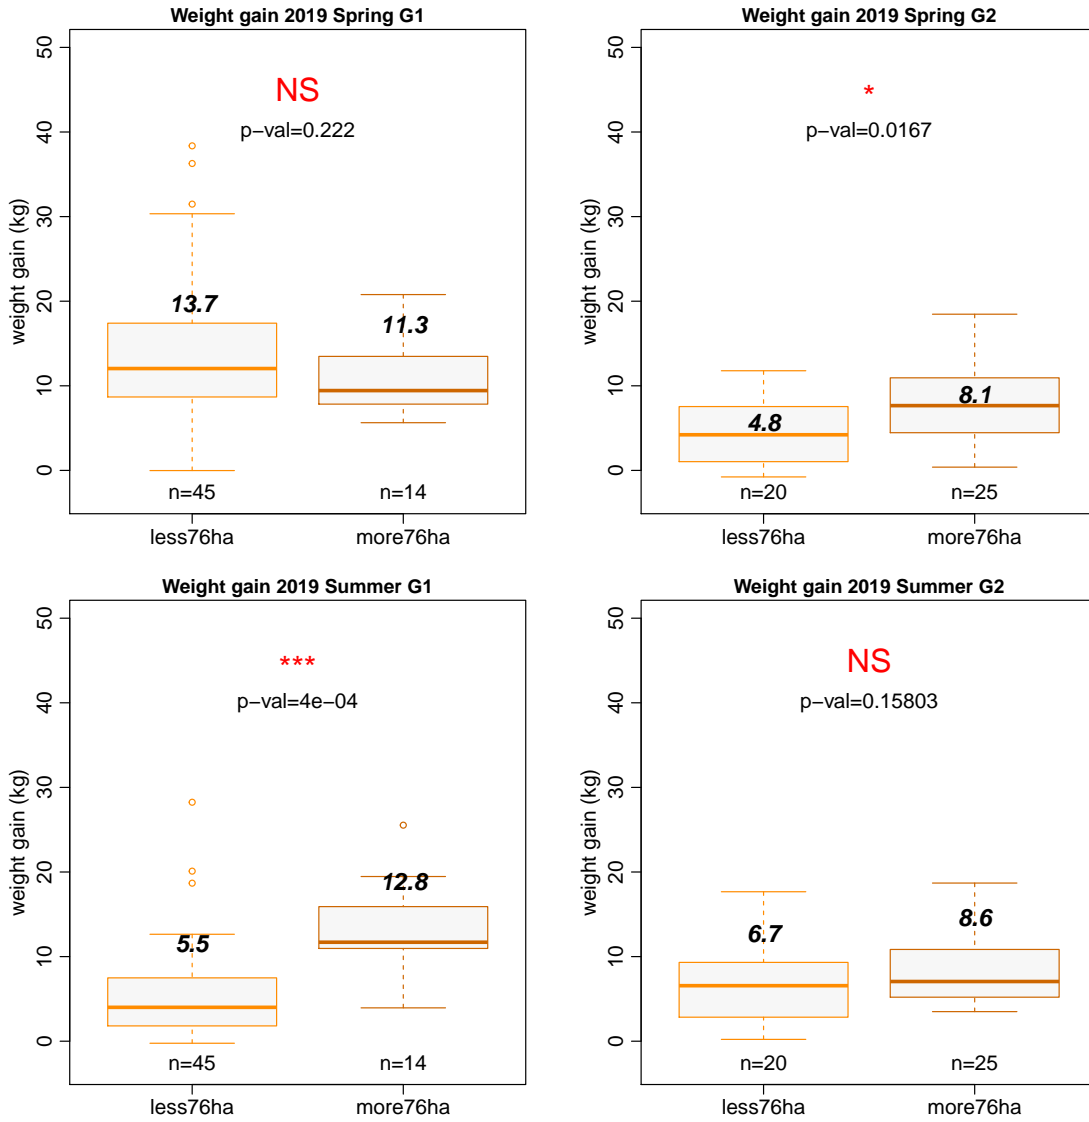 Weight gain 2019 Spring G1
50
40
30
20
10
0
weight gain (kg)
NS
p−val=0.222
13.7
11.3
n=45
n=14
less76ha
more76ha
Weight gain 2019 Spring G2
50
40
30
20
10
0
weight gain (kg)
*
p−val=0.0167
4.8
8.1
n=20
n=25
less76ha
more76ha
Weight gain 2019 Summer G1
50
40
30
20
10
0
weight gain (kg)
***
p−val=4e−04
5.5
12.8
n=45
n=14
less76ha
more76ha
Weight gain 2019 Summer G2
50
40
30
20
10
0
weight gain (kg)
NS
p−val=0.15803
6.7
8.6
n=20
n=25
less76ha
more76ha